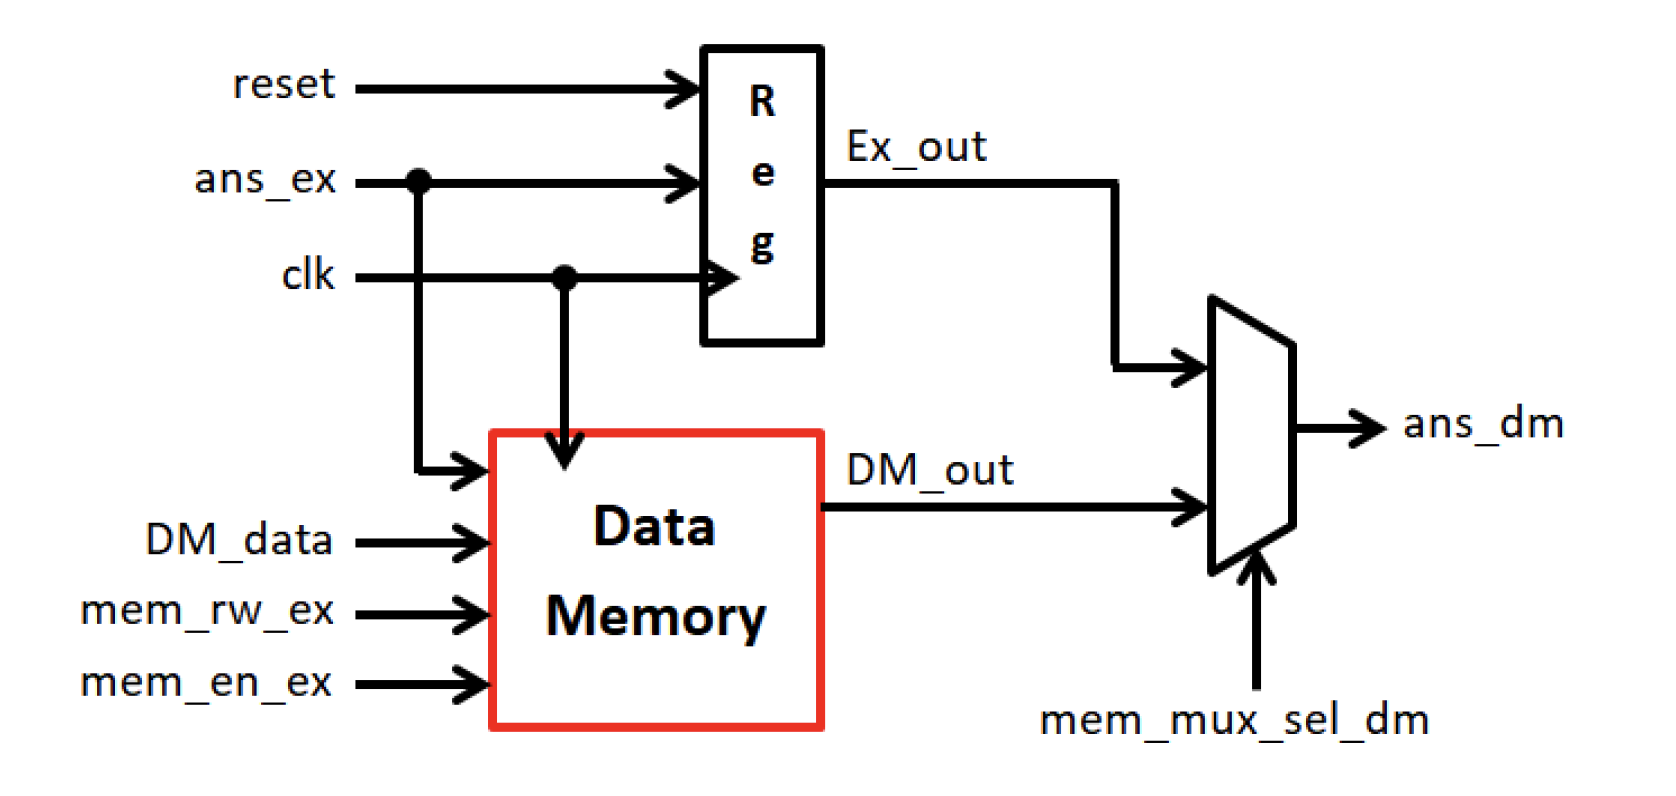 reset
ans_ex
clk
R
e
g
Ex_out
DM_out
DM_data
mem_rw_ex
mem_en_ex
Data
Memory
ans_dm
mem_mux_sel_dm